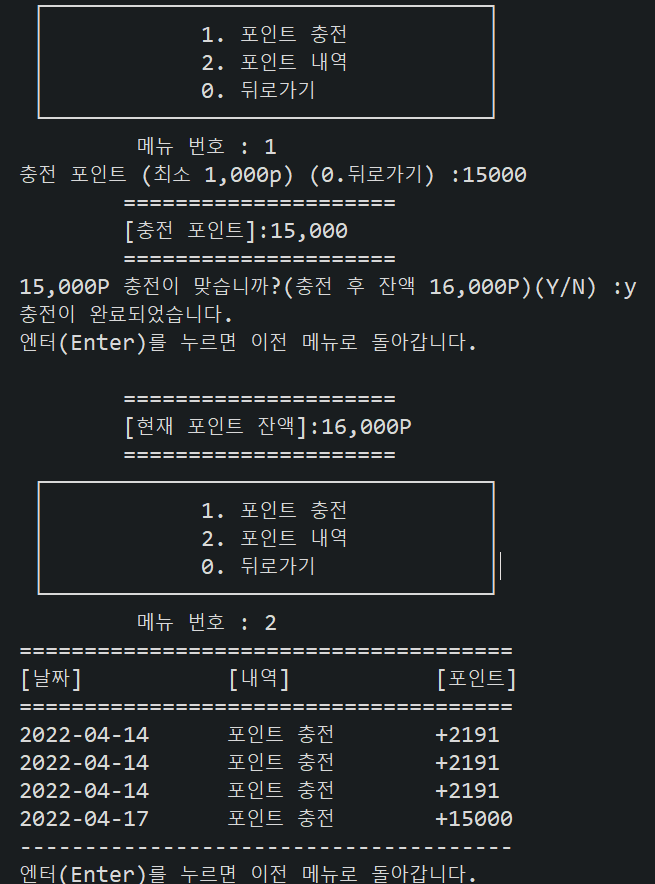 1. 포인트 충전
2. 포인트 내역
0. 뒤로가기
메뉴 번호 : 1
충전 포인트 (최소 1,000p) (0.뒤로가기) :15000
=====================
[충전 포인트]:15,000
=====================
15,000P 충전이 맞습니까?(충전 후 잔액 16,000P)(Y/N) :y
충전이 완료되었습니다.
엔터(Enter)를 누르면 이전 메뉴로 돌아갑니다.
=====================
[현재 포인트 잔액]:16,000P
=====================
1. 포인트 충전
2. 포인트 내역
0. 뒤로가기
메뉴 번호 : 2
======================================
[날짜] [내역] [포인트]
======================================
2022-04-14 포인트 충전 +2191
2022-04-14 포인트 충전 +2191
2022-04-14 포인트 충전 +2191
2022-04-17 포인트 충전 +15000
--------------------------------------
엔터(Enter)를 누르면 이전 메뉴로 돌아갑니다.